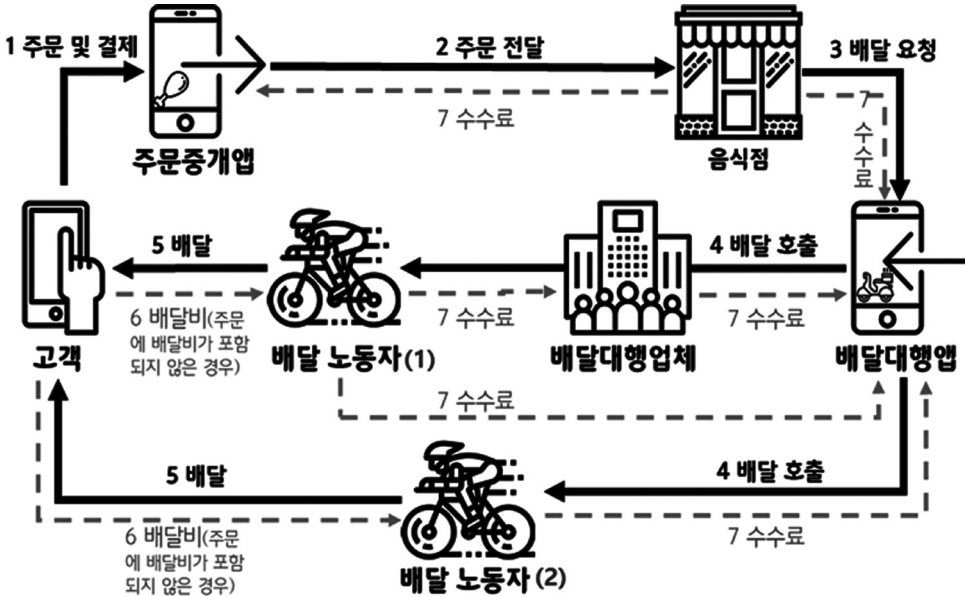 1 주문 및 결제
2 주문 전달
3 배달 요청
7 수수료
7
수
수
료
주문중개앱
음식점
5 배달
4 배달 호출
6 배달비(주문
에 배달비가 포함
되지 않은 경우)
7 수수료
7 수수료
고객
배달 노동자(1)
배달대행업체
배달대행앱
7 수수료
5 배달
4 배달 호출
6 배달비(주문
에 배달비가 포함
되지 않은 경우)
7 수수료
배달 노동자(2)